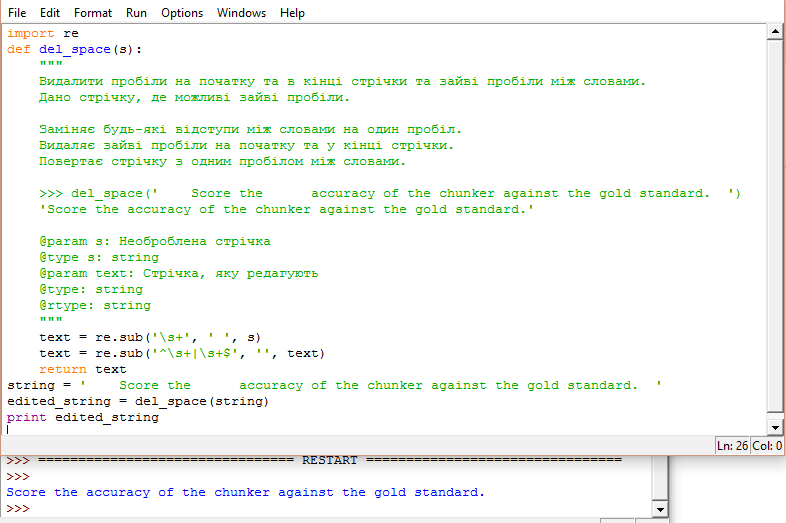 File Edit Format Run Options Windows Help
import re
def del_space(s):
    """
    Видалити пробіли на початку та в кінці стрічки та зайві пробіли між словами.
    Дано стрічку, де можливі зайві пробіли.

    Заміняє будь-які відступи між словами на один пробіл.
    Видаляє зайві пробіли на початку та у кінці стрічки.
    Повертає стрічку з одним пробілом між словами.

    >>> del_space('    Score the      accuracy of the chunker against the gold standard.  ')
    'Score the accuracy of the chunker against the gold standard.'

    @param s: Необроблена стрічка
    @type s: string
    @param text: Стрічка, яку редагують
    @type: string
    @rtype: string
    """
    text = re.sub('\s+', ' ', s)
    text = re.sub('^\s+|\s+$', '', text)
    return text
string = '    Score the      accuracy of the chunker against the gold standard.  '
edited_string = del_space(string)
print edited_string
Ln: 26 Col: 0
>>> ================================ RESTART ================================
>>>
Score the accuracy of the chunker against the gold standard.
>>>